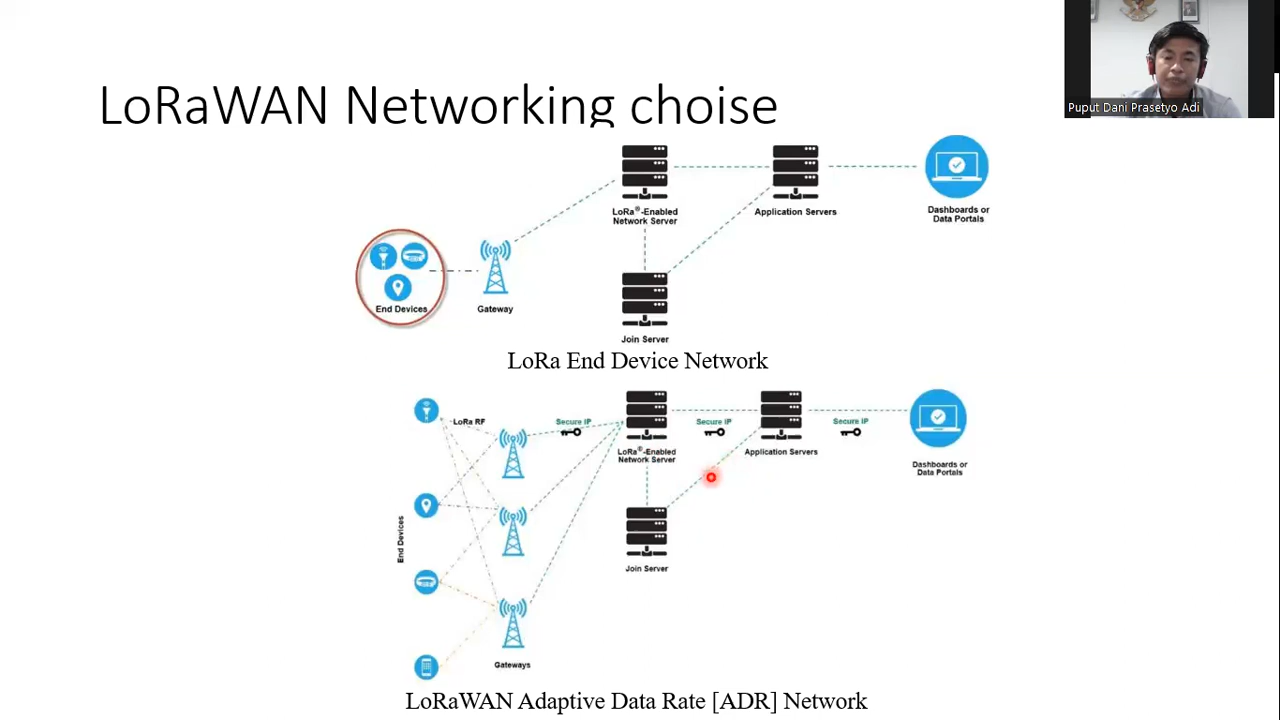 Puput Dani Prasetyo Adi
LoRaWAN Networking choise
LoRa®-Enabled
Network Server
Application Servers
Dashboards or
Data Portals
End Devices
Gateway
Join Server
LoRa End Device Network
LoRa RF
Secure IP
Secure IP
Secure IP
LoRa®-Enabled
Network Server
Application Servers
Dashboards or
Data Portals
End Devices
Join Server
Gateways
LoRaWAN Adaptive Data Rate [ADR] Network